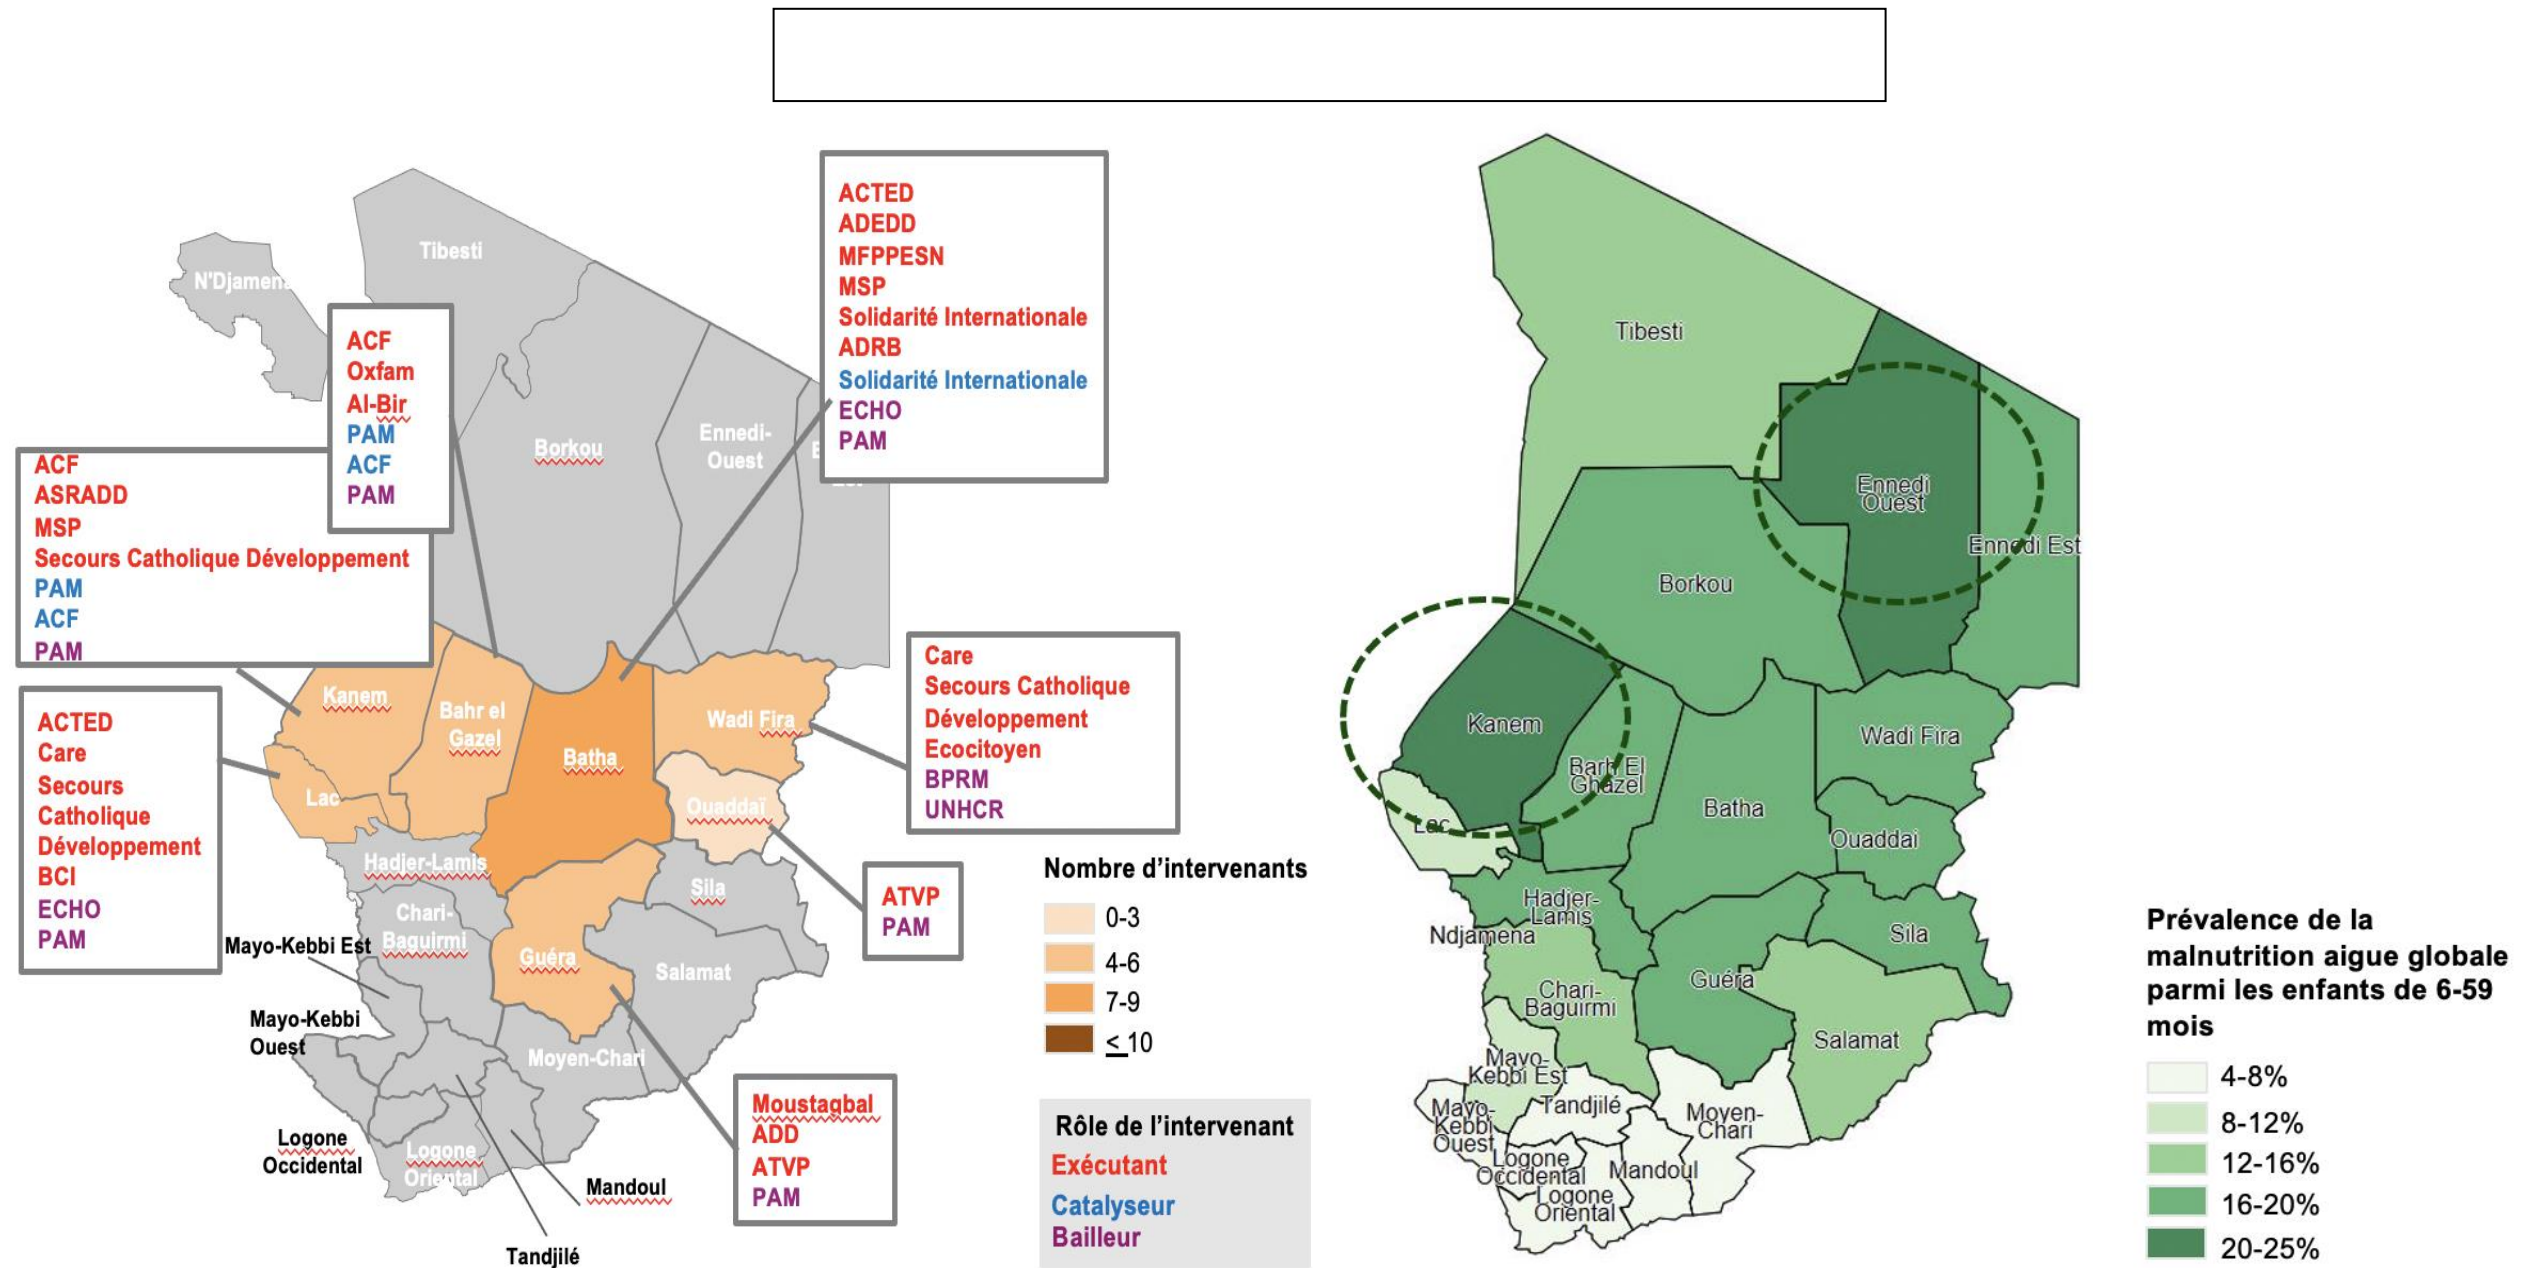 Tibesti
N'Djamena
ACTED
ADEDD
MFPPESN
MSP
Solidarité Internationale
ADRB
Solidarité Internationale
ECHO
PAM
ACF
Oxfam
Al-Bir
PAM
ACF
PAM
Borkou
Ennedi-
Ouest
ACF
ASRADD
MSP
Secours Catholique Développement
PAM
ACF
PAM
ACTED
Care
Secours
Catholique
Développement
BCI
ECHO
PAM
Kanem
Bahr el
Gazel
Batha
Wadi Fira
Lac
Ouaddaï
Care
Secours Catholique
Développement
Ecocitoyen
BPRM
UNHCR
ATVP
PAM
Hadjer-Lamis
Sila
Chari-
Baguirmi
Guéra
Salamat
Mayo-Kebbi Est
Mayo-Kebbi
Ouest
Moyen-Chari
Logone
Occidental
Logone
Oriental
Mandoul
Tandjilé
Moustagbal
ADD
ATVP
PAM
Nombre d’intervenants
0-3
4-6
7-9
< 10
Rôle de l’intervenant
Exécutant
Catalyseur
Bailleur
Tibesti
Ennedi
Ouest
Ennedi Est
Borkou
Kanem
Barh El
Ghazel
Batha
Wadi Fira
Ouaddai
Lac
Hadjer-
Lamis
Ndjamena
Sila
Guéra
Chari-
Baguirmi
Salamat
Mayo-
Kebbi Est
Mayo-
Kebbi
Ouest
Tandjilé
Moyen-
Chari
Logone
Occidental
Mandoul
Logone
Oriental
Prévalence de la
malnutrition aigue globale
parmi les enfants de 6-59
mois
4-8%
8-12%
12-16%
16-20%
20-25%